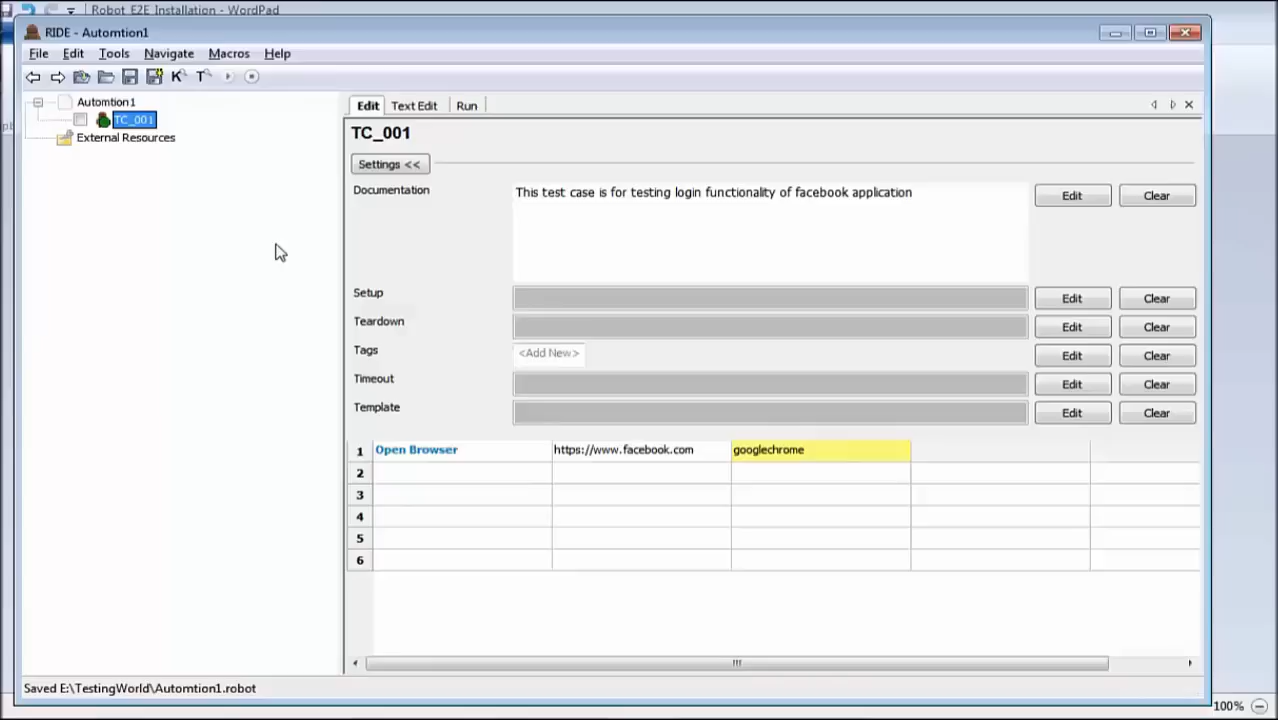 Robot E2E Installation - WordPad
RIDE - Automtion1
File Edit Tools Navigate Macros Help
K T
Automtion1
TC_001
External Resources
Edit Text Edit Run
TC_001
Settings <<
Documentation This test case is for testing login functionality of facebook application Edit Clear
Setup Edit Clear
Teardown Edit Clear
Tags <Add New> Edit Clear
Timeout Edit Clear
Template Edit Clear
1 Open Browser https://www.facebook.com googlechrome
2
3
4
5
6
Saved E:\TestingWorld\Automtion1.robot
100%